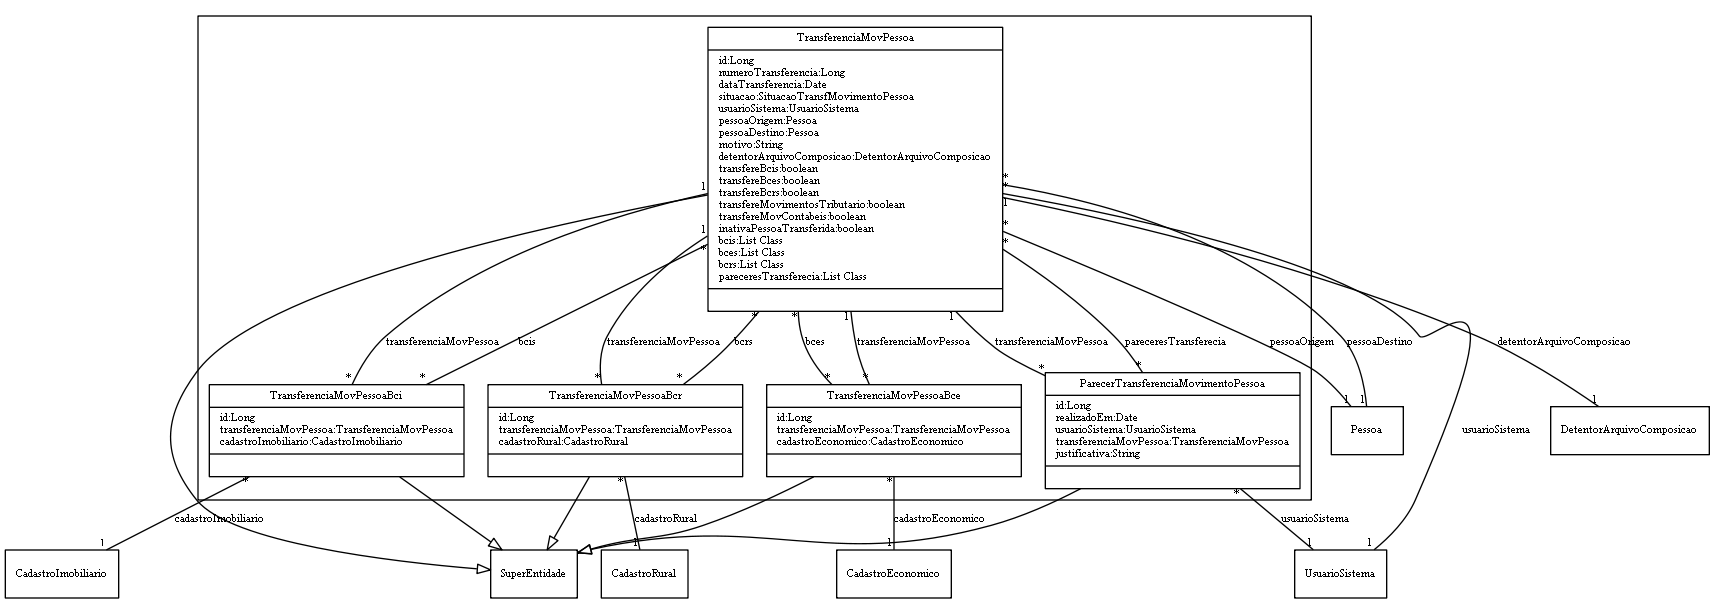 TransferenciaMovPessoa
id:Long
numeroTransferencia:Long
dataTransferencia:Date
situacao:SituacaoTransfMovimentoPessoa
usuarioSistema:UsuarioSistema
pessoaOrigem:Pessoa
pessoaDestino:Pessoa
motivo:String
detentorArquivoComposicao:DetentorArquivoComposicao
transfereBcis:boolean
transfereBces:boolean
transfereBcrs:boolean
transfereMovimentosTributario:boolean
transfereMovContabeis:boolean
inativaPessoaTransferida:boolean
bcis:List Class
bces:List Class
bcrs:List Class
pareceresTransferecia:List Class
1
*
*
1
1
*
*
*
* * 1 1
transferenciaMovPessoa bcis transferenciaMovPessoa bcrs bces transferenciaMovPessoa transferenciaMovPessoa pareceresTransferecia pessoaOrigem pessoaDestino detentorArquivoComposicao
* * * * * * * *
TransferenciaMovPessoaBci
id:Long
transferenciaMovPessoa:TransferenciaMovPessoa
cadastroImobiliario:CadastroImobiliario
TransferenciaMovPessoaBcr
id:Long
transferenciaMovPessoa:TransferenciaMovPessoa
cadastroRural:CadastroRural
TransferenciaMovPessoaBce
id:Long
transferenciaMovPessoa:TransferenciaMovPessoa
cadastroEconomico:CadastroEconomico
ParecerTransferenciaMovimentoPessoa
id:Long
realizadoEm:Date
usuarioSistema:UsuarioSistema
transferenciaMovPessoa:TransferenciaMovPessoa
justificativa:String
1 1 1
Pessoa
usuarioSistema
DetentorArquivoComposicao
* * * *
cadastroImobiliario cadastroRural cadastroEconomico usuarioSistema
1 1 1 1 1
CadastroImobiliario
SuperEntidade
CadastroRural
CadastroEconomico
UsuarioSistema